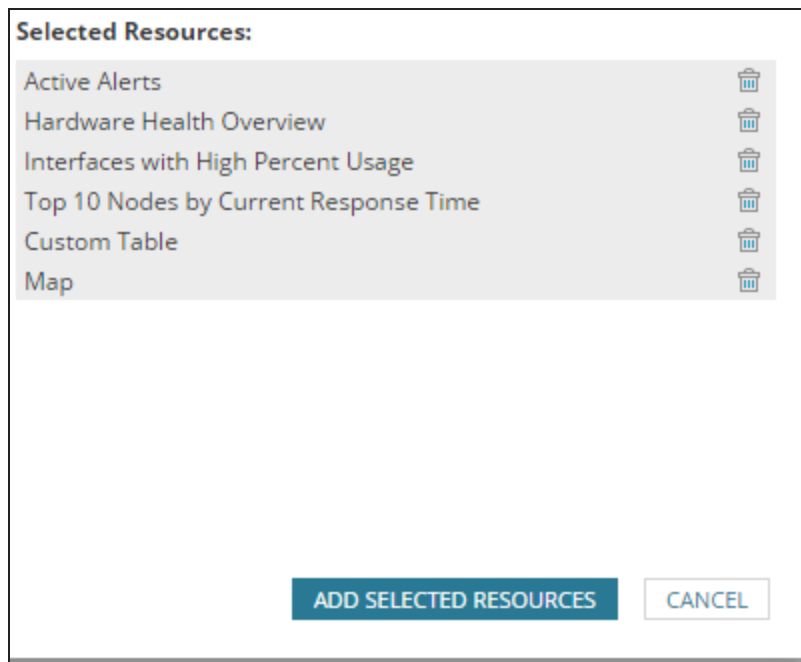 Selected Resources:
Active Alerts
Hardware Health Overview
Interfaces with High Percent Usage
Top 10 Nodes by Current Response Time
Custom Table
Map
ADD SELECTED RESOURCES CANCEL